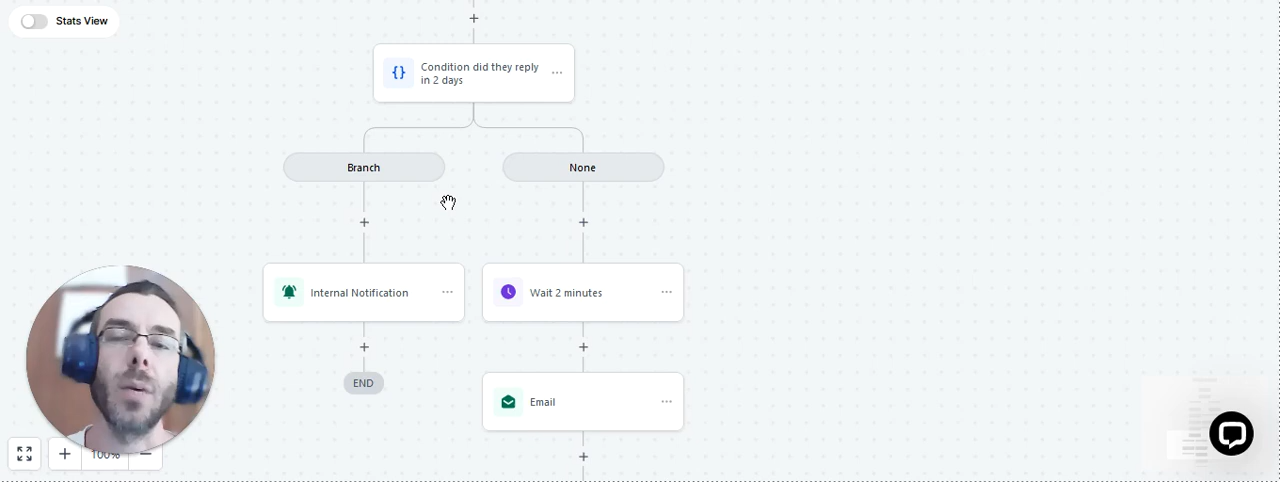 Stats View
Condition did they reply
in 2 days
Branch
None
Internal Notification
Wait 2 minutes
END
Email
100%